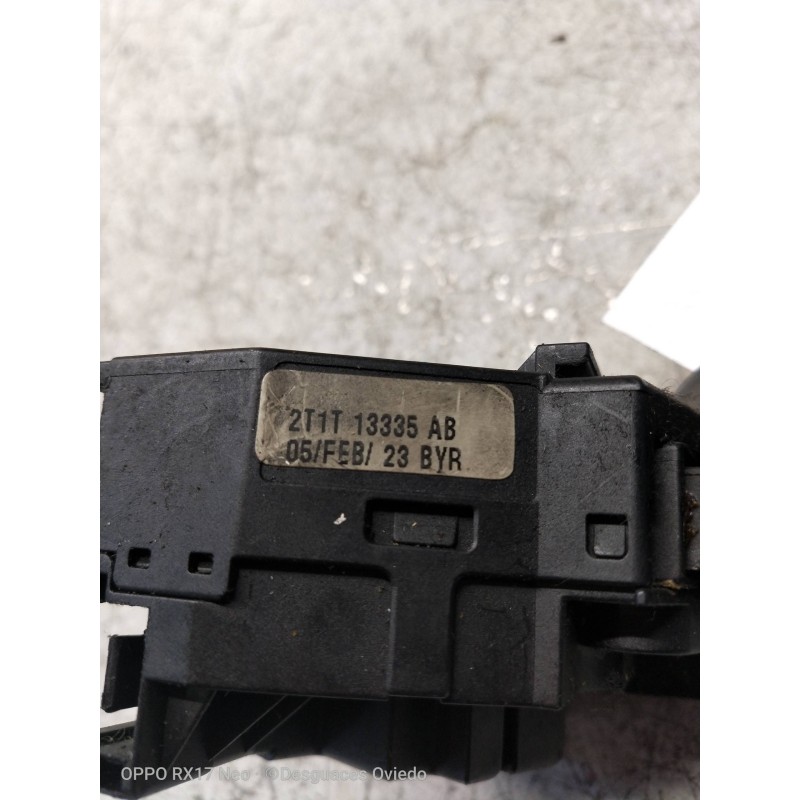 2T1T 13335 AB
05/FEB/ 23 BYR
OPPO RX17 Neo ©Desguaces Oviedo